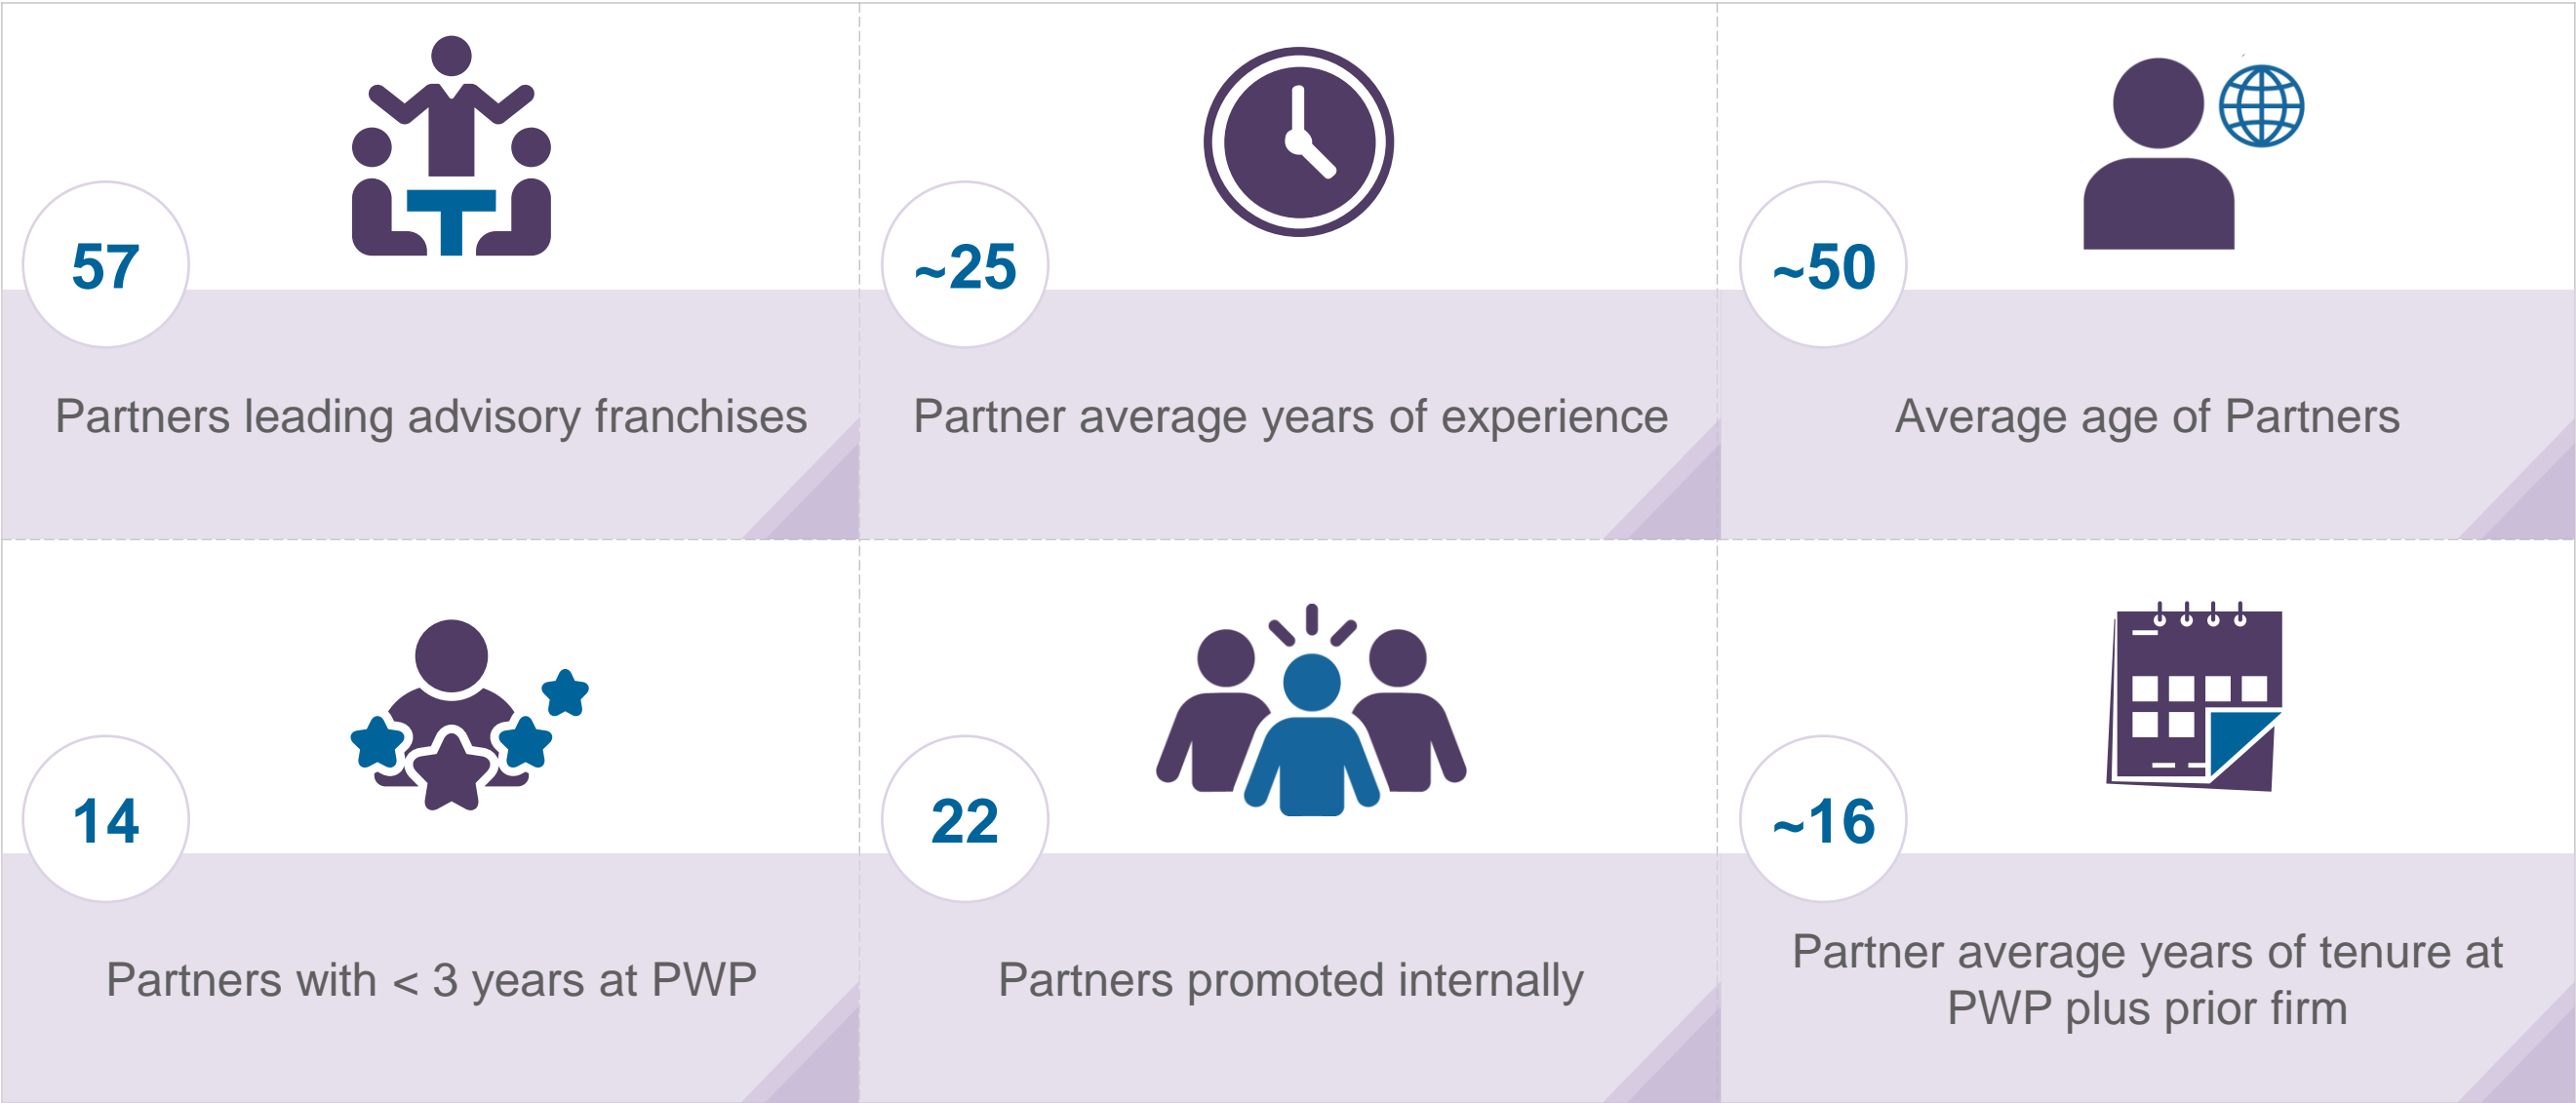 57
Partners leading advisory franchises
~25
Partner average years of experience
~50
Average age of Partners
14
Partners with < 3 years at PWP
22
Partners promoted internally
~16
Partner average years of tenure at
PWP plus prior firm